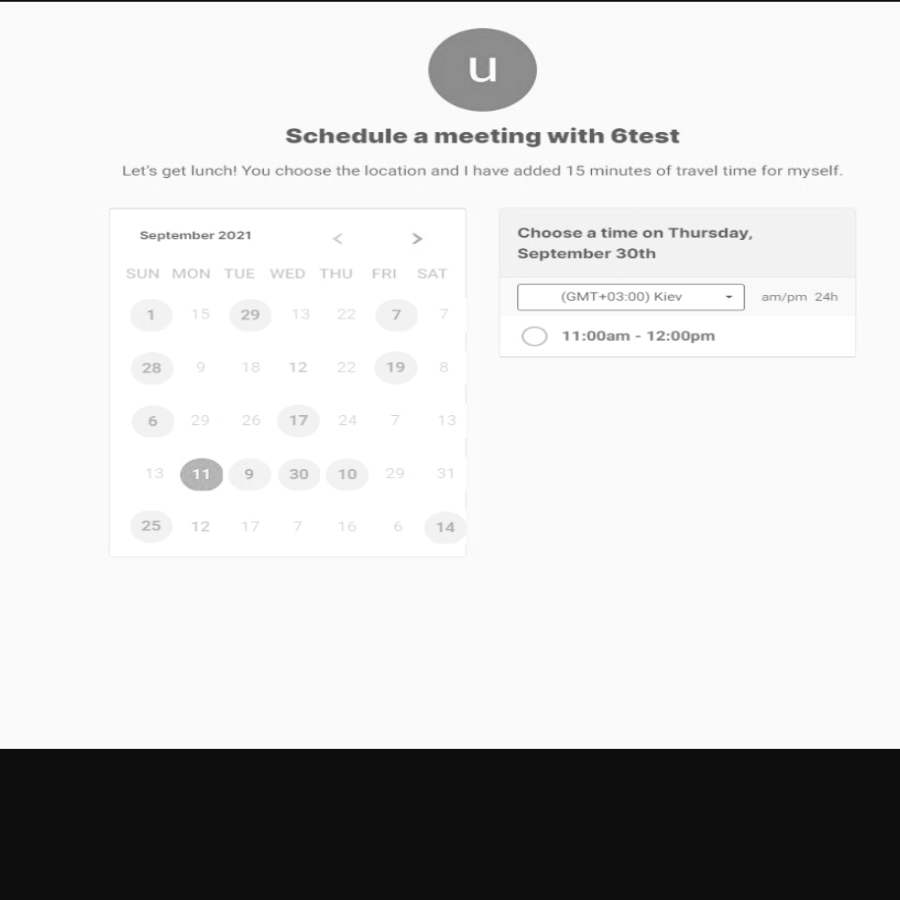 u
Schedule a meeting with 6test
Let's get lunch! You choose the location and I have added 15 minutes of travel time for myself.
September 2021 < >
SUN MON TUE WED THU FRI SAT
1 15 29 13 22 7 7
28 9 18 12 22 19 8
6 29 26 17 24 7 13
13 11 9 30 10 29 31
25 12 17 7 16 6 14
Choose a time on Thursday,
September 30th
(GMT+03:00) Kiev am/pm 24h
11:00am - 12:00pm